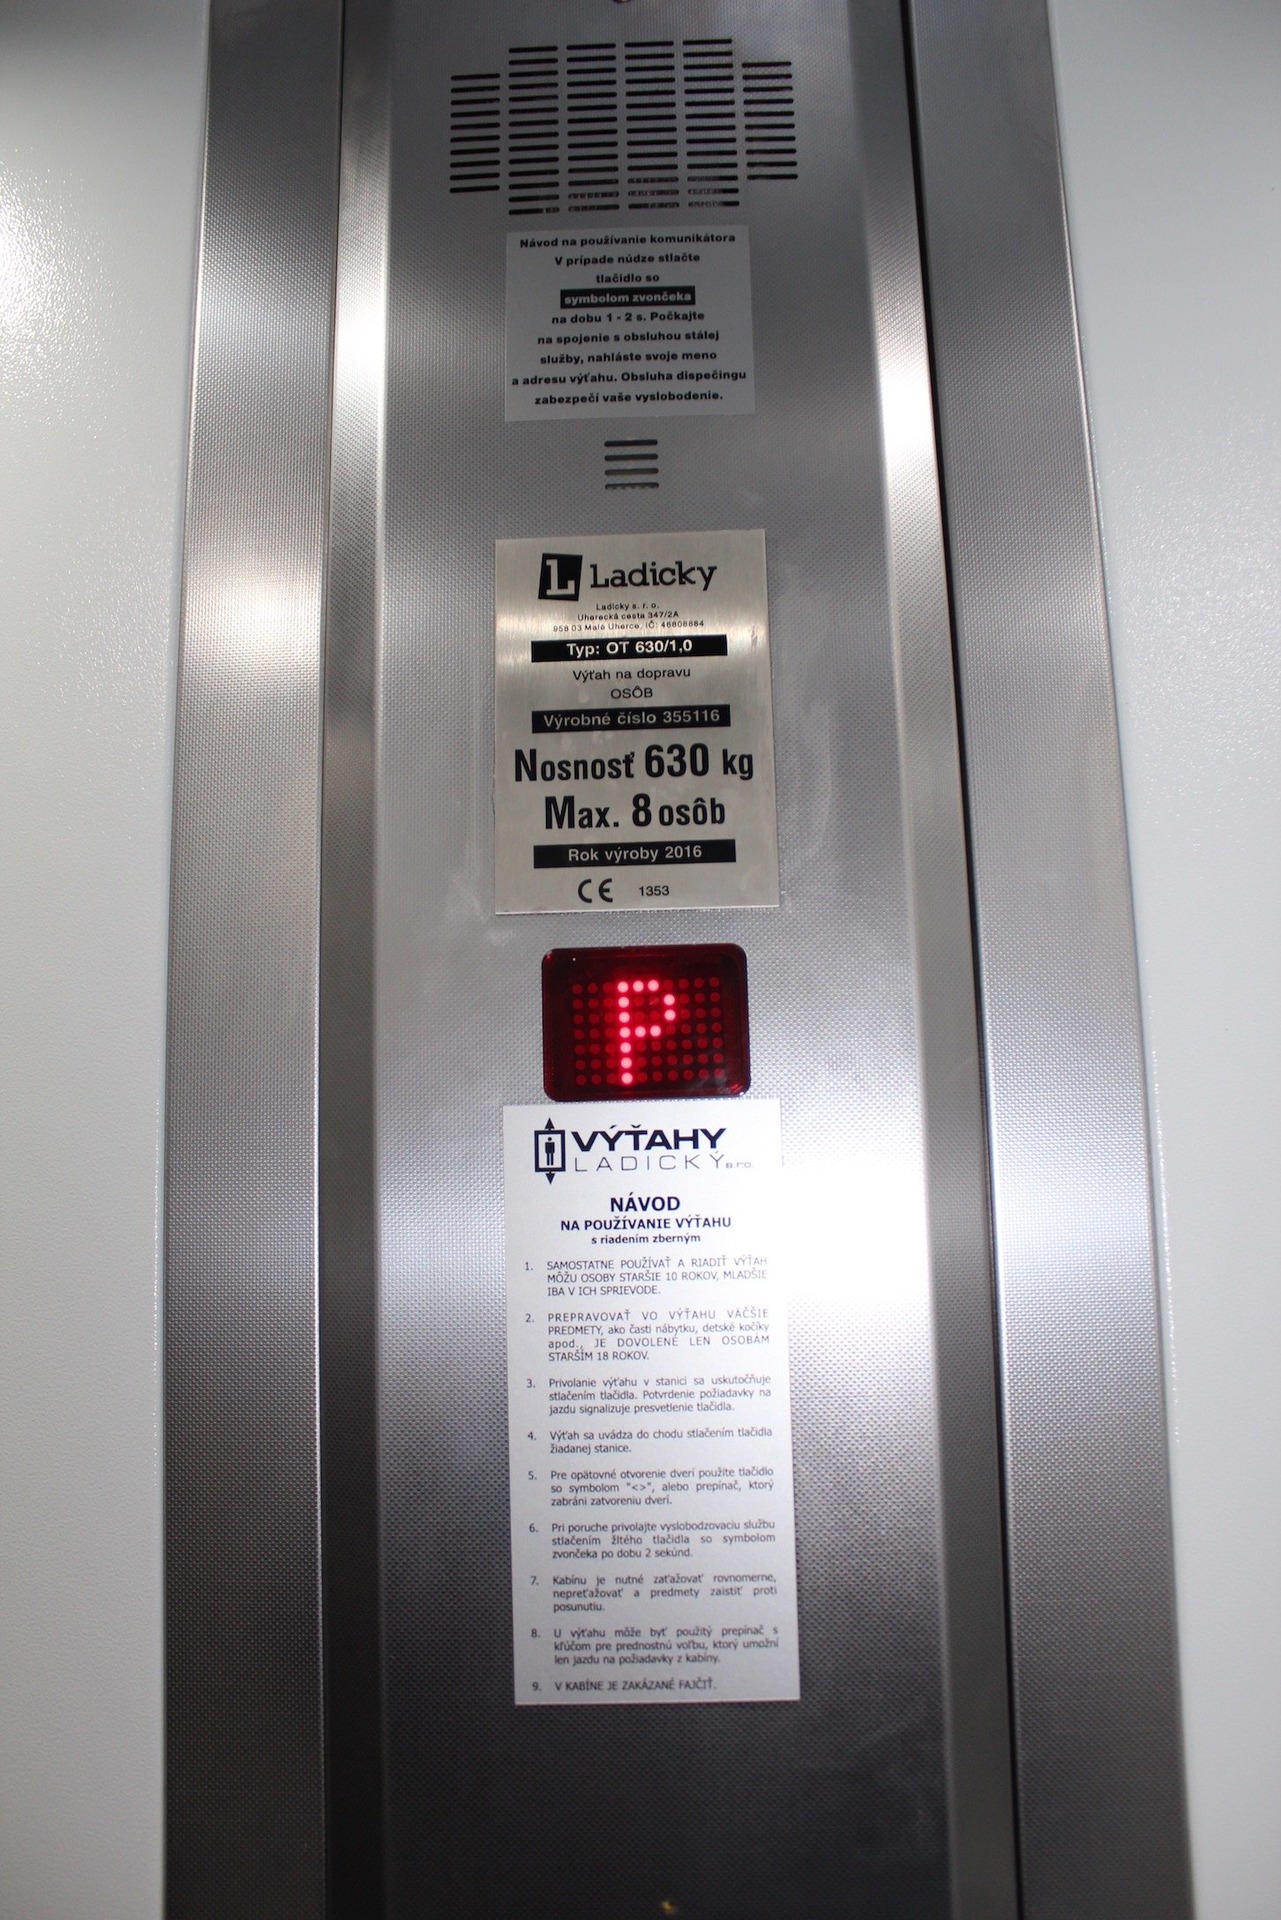 Návod na používanie komunikátora
V prípade núdze stlačte
tlačidlo so
symbolom zvončeka
na dobu 1 - 2 s. Počkajte
na spojenie s obsluhou stálej
služby, nahláste svoje meno
a adresu výťahu. Obsluha dispečingu
zabezpečí vaše vyslobodenie.
L Ladicky
Ladicky s. r. o.
Uherecká cesta 347/2A
958 03 Malé Uherce, IČ: 46808884
Typ: OT 630/1,0
Výťah na dopravu
OSÔB
Výrobné číslo 355116
Nosnosť 630 kg
Max. 8 osôb
Rok výroby 2016
CE 1353
P
VÝŤAHY
LADICKÝ s.r.o.
NÁVOD
NA POUŽÍVANIE VÝŤAHU
s riadením zberným
1. SAMOSTATNE POUŽÍVAŤ A RIADIŤ VÝŤAH
MÔŽU OSOBY STARŠIE 10 ROKOV, MLADŠIE
IBA V ICH SPRIEVODE.
2. PREPRAVOVAŤ VO VÝŤAHU VÄČŠIE
PREDMETY, ako časti nábytku, detské kočíky
apod., JE DOVOLENÉ LEN OSOBÁM
STARŠÍM 18 ROKOV.
3. Privolanie výťahu v stanici sa uskutočňuje
stlačením tlačidla. Potvrdenie požiadavky na
jazdu signalizuje presvetlenie tlačidla.
4. Výťah sa uvádza do chodu stlačením tlačidla
žiadanej stanice.
5. Pre opätovné otvorenie dverí použite tlačidlo
so symbolom "<>", alebo prepínač, ktorý
zabráni zatvoreniu dverí.
6. Pri poruche privolajte vyslobodzovaciu službu
stlačením žltého tlačidla so symbolom
zvončeka po dobu 2 sekúnd.
7. Kabínu je nutné zaťažovať rovnomerne,
nepreťažovať a predmety zaistiť proti
posunutiu.
8. U výťahu môže byť použitý prepínač s
kľúčom pre prednostnú voľbu, ktorý umožní
len jazdu na požiadavky z kabíny.
9. V KABÍNE JE ZAKÁZANÉ FAJČIŤ.